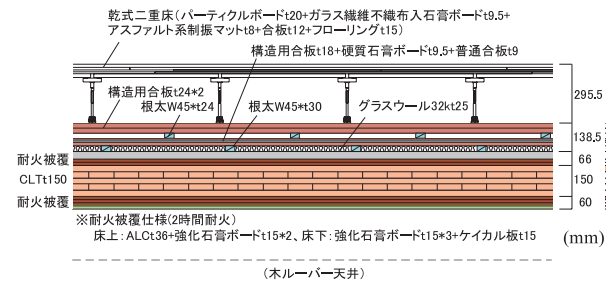 乾式二重床(パーティクルボードt20+ガラス繊維不織布入石膏ボードt9.5+
アスファルト系制振マットt8+合板t12+フローリングt15)
構造用合板t18+硬質石膏ボードt9.5+普通合板t9
構造用合板t24*2
根太W45*t24
根太W45*t30
グラスウール32kt25
295.5
138.5
耐火被覆
66
CLTt150
150
耐火被覆
60
※耐火被覆仕様(2時間耐火)
床上:ALCt36+強化石膏ボードt15*2、床下:強化石膏ボードt15*3+ケイカル板t15
(mm)
(木ルーバー天井)